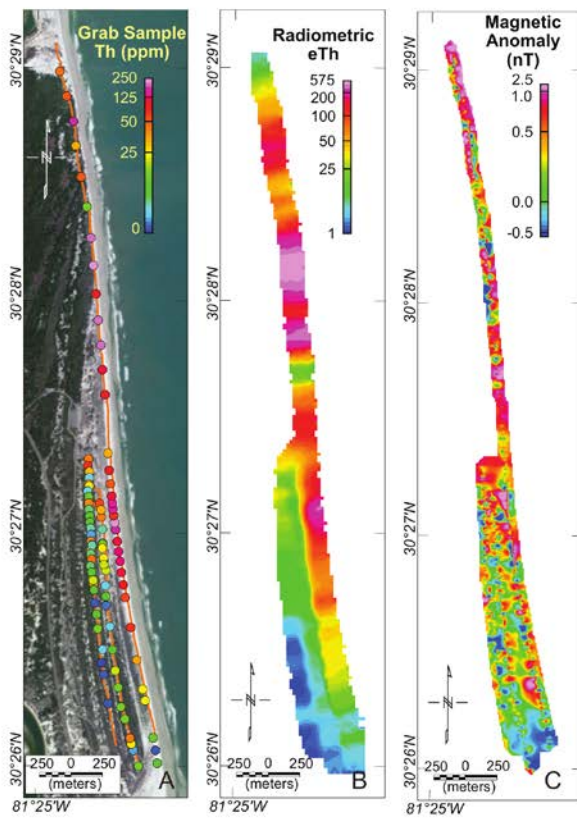 Grab Sample
Th (ppm)
250
125
50
25
0
30°29'N
30°28'N
30°27'N
30°26'N
N
250 0 250
(meters)
A
81°25'W
Radiometric
eTh
575
200
100
25
1
30°29'N
30°28'N
30°27'N
30°26'N
N
250 0 250
(meters)
B
81°25'W
Magnetic
Anomaly
(nT)
2.5
1.0
0.5
0.0
-0.5
30°29'N
30°28'N
30°27'N
30°26'N
N
250 0 250
(meters)
C
81°25'W